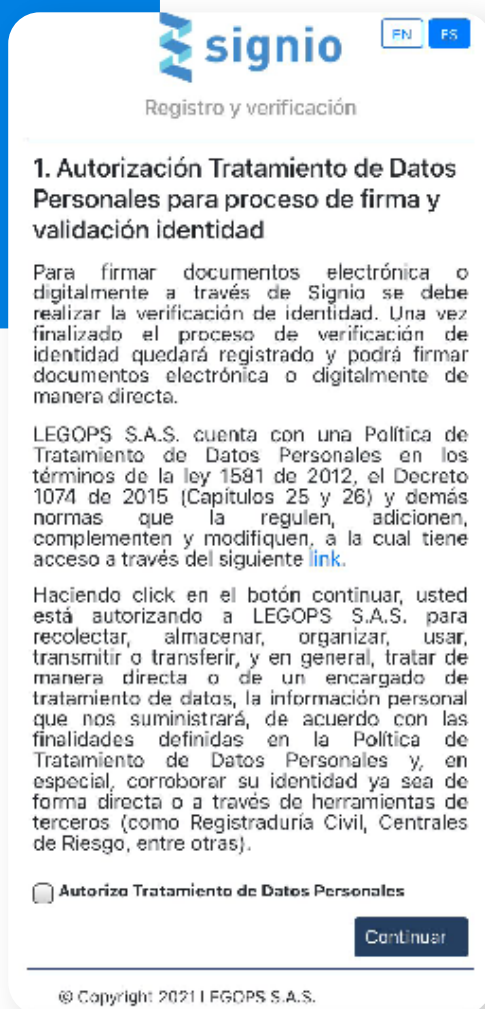 signio
EN ES
Registro y verificación
1. Autorización Tratamiento de Datos
Personales para proceso de firma y
validación identidad
Para firmar documentos electrónica o
digitalmente a través de Signio se debe
realizar la verificación de identidad. Una vez
finalizado el proceso de verificación de
identidad quedará registrado y podrá firmar
documentos electrónica o digitalmente de
manera directa.
LEGOPS S.A.S. cuenta con una Política de
Tratamiento de Datos Personales en los
términos de la ley 1581 de 2012, el Decreto
1074 de 2015 (Capítulos 25 y 26) y demás
normas que la regulen, adicionen,
complementen y modifiquen, a la cual tiene
acceso a través del siguiente link.
Haciendo click en el botón continuar, usted
está autorizando a LEGOPS S.A.S. para
recolectar, almacenar, organizar, usar,
transmitir o transferir, y en general, tratar de
manera directa o de un encargado de
tratamiento de datos, la información personal
que nos suministrará, de acuerdo con las
finalidades definidas en la Política de
Tratamiento de Datos Personales y, en
especial, corroborar su identidad ya sea de
forma directa o a través de herramientas de
terceros (como Registraduría Civil, Centrales
de Riesgo, entre otras).
Autorizo Tratamiento de Datos Personales
Continuar
© Copyright 2021 LEGOPS S.A.S.